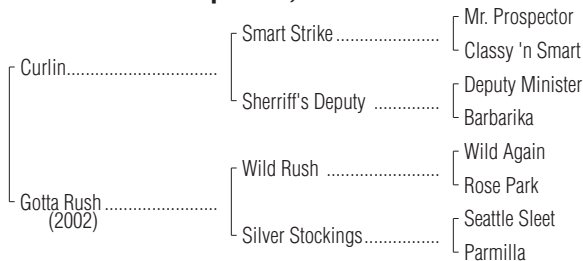 Smart Strike
Mr. Prospector
Classy 'n Smart
Curlin
Sherriff's Deputy
Deputy Minister
Barbarika
Gotta Rush
(2002)
Wild Rush
Wild Again
Rose Park
Silver Stockings
Seattle Sleet
Parmilla